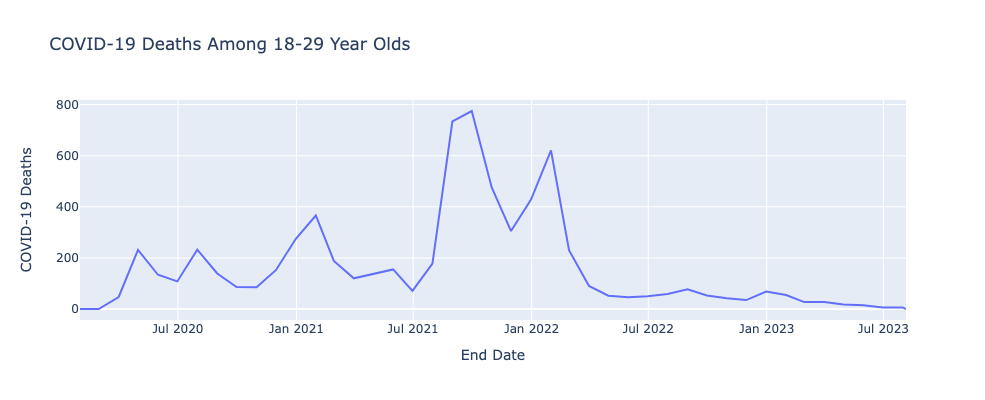 COVID-19 Deaths Among 18-29 Year Olds
COVID-19 Deaths
800
600
400
200
0
Jul 2020 Jan 2021 Jul 2021 Jan 2022 Jul 2022 Jan 2023 Jul 2023
End Date